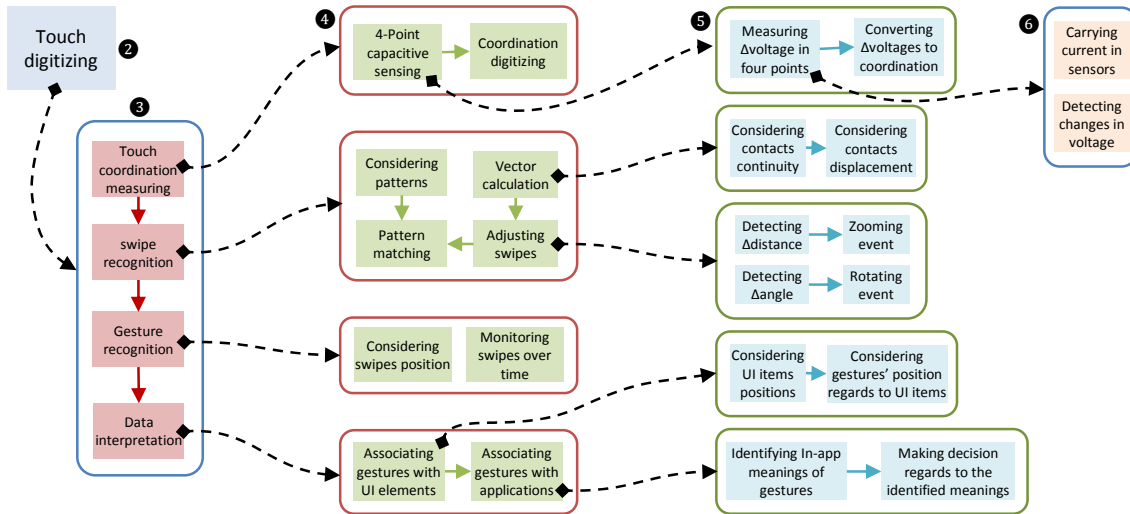 ❷
Touch
digitizing
❸
Touch
coordination
measuring
swipe
recognition
Gesture
recognition
Data
interpretation
❹
4-Point
capacitive
sensing
Coordination
digitizing
Considering
patterns
Vector
calculation
Pattern
matching
Adjusting
swipes
Considering
swipes position
Monitoring
swipes over
time
Associating
gestures with
UI elements
Associating
gestures with
applications
❺
Measuring
Δvoltage in
four points
Converting
Δvoltages to
coordination
Considering
contacts
continuity
Considering
contacts
displacement
Detecting
Δdistance
Zooming
event
Detecting
Δangle
Rotating
event
Considering
UI items
positions
Considering
gestures’ position
regards to UI items
Identifying In-app
meanings of
gestures
Making decision
regards to the
identified meanings
❻
Carrying
current in
sensors
Detecting
changes in
voltage